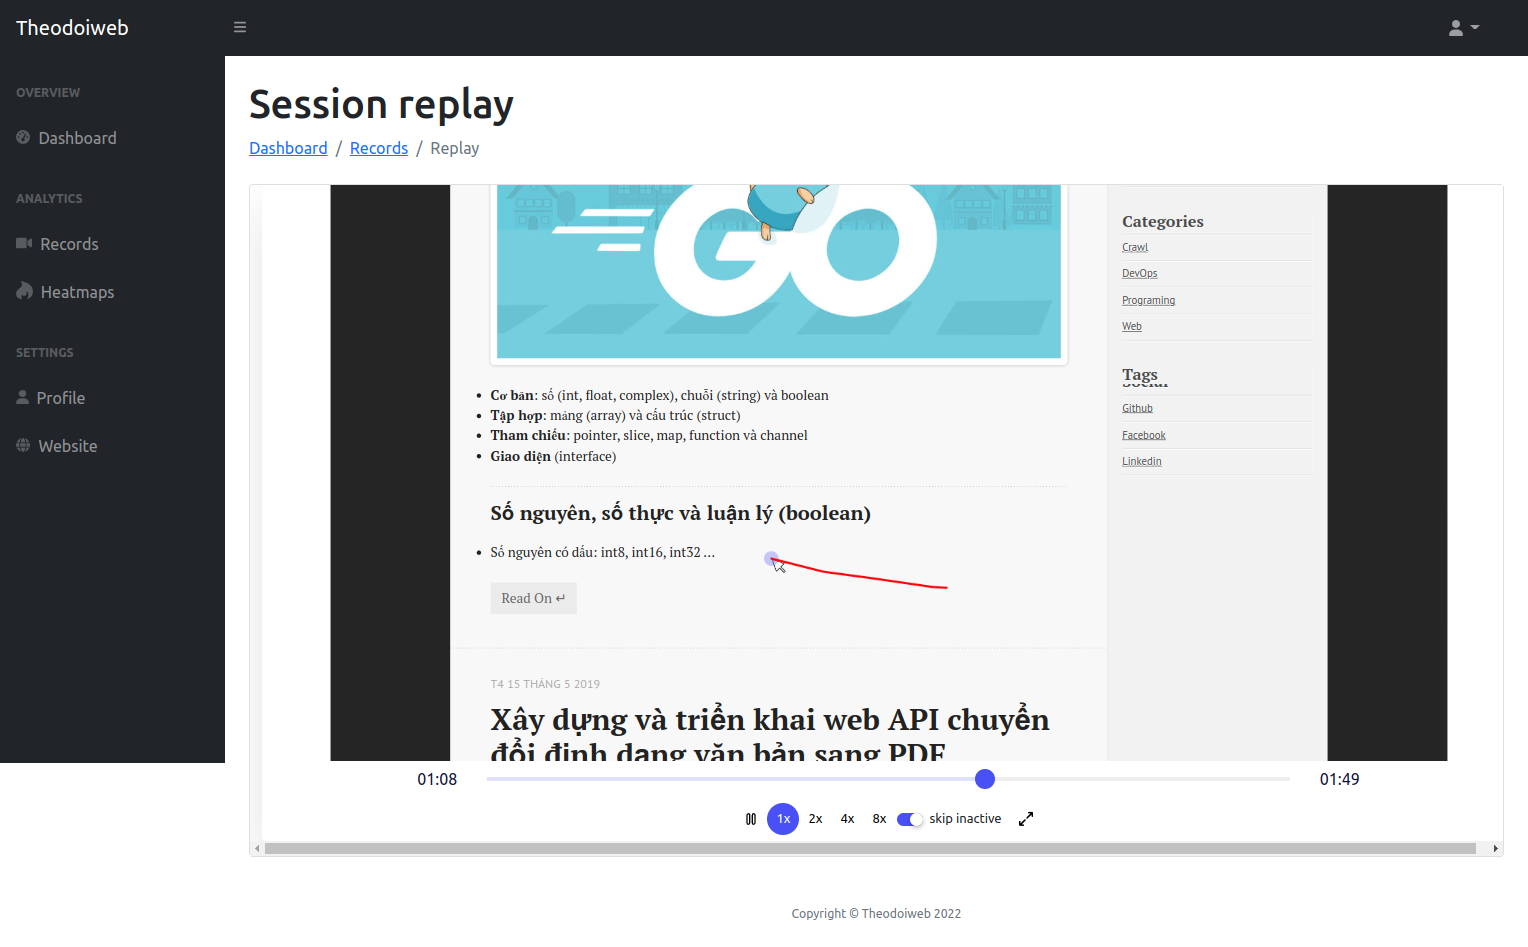 Theodoiweb
OVERVIEW
Dashboard
ANALYTICS
Records
Heatmaps
SETTINGS
Profile
Website
Session replay
Dashboard / Records / Replay
GO
Cơ bản: số (int, float, complex), chuỗi (string) và boolean
Tập hợp: mảng (array) và cấu trúc (struct)
Tham chiếu: pointer, slice, map, function và channel
Giao diện (interface)
Số nguyên, số thực và luận lý (boolean)
Số nguyên có dấu: int8, int16, int32 ...
Read On ↵
T4 15 THÁNG 5 2019
Xây dựng và triển khai web API chuyển
đổi định dạng văn bản sang PDF
Categories
Crawl
DevOps
Programing
Web
Tags
Social
Github
Facebook
Linkedin
01:08
01:49
1x 2x 4x 8x skip inactive
Copyright © Theodoiweb 2022